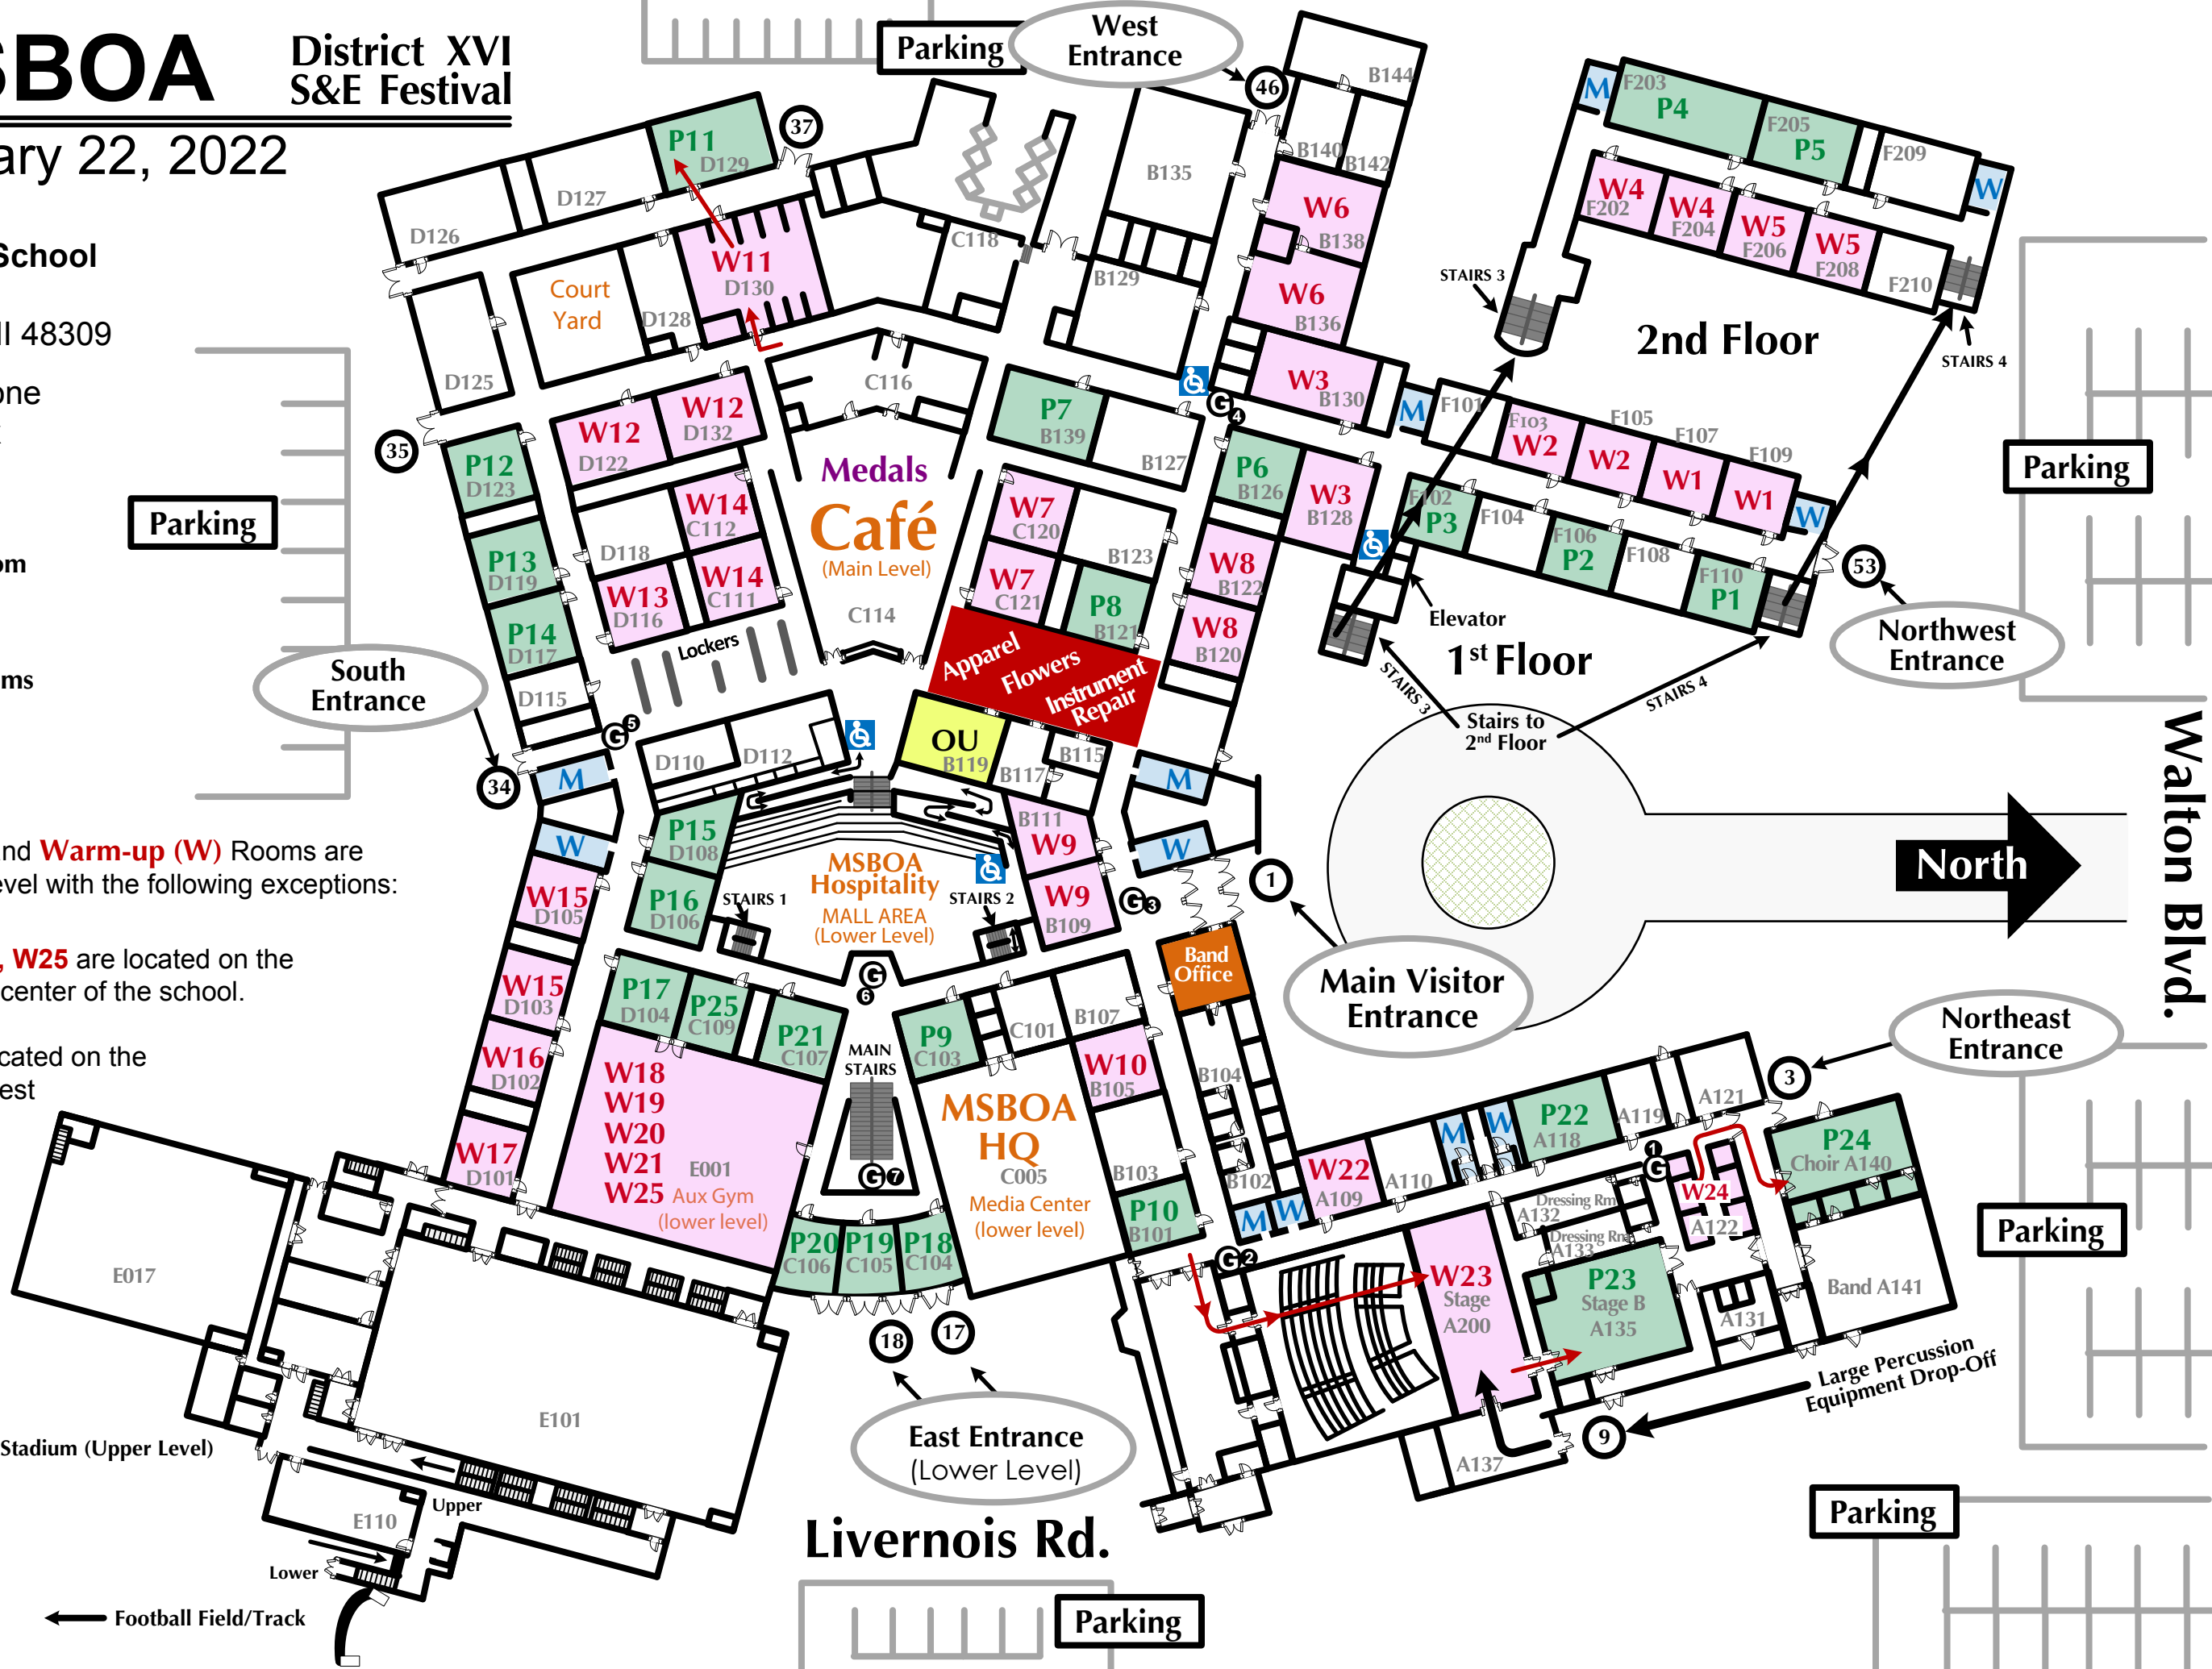 SBOA
District XVI
S&E Festival
ary 22, 2022
School
II 48309
one
om
ms
nd Warm-up (W) Rooms are
evel with the following exceptions:
, W25 are located on the
center of the school.
cated on the
est
Parking
West
Entrance
46
B144
B140
B142
B135
W6
B138
W6
B136
B129
W3
B130
37
P11
D129
D127
D126
W11
D130
Court
Yard
D128
D125
C118
C116
35
P12
D123
P13
D119
P14
D117
D115
W12
D122
W12
D132
W14
C112
D118
W14
C111
W13
D116
Lockers
Medals
Café
(Main Level)
C114
P7
B139
B127
W7
C120
B123
W7
C121
P8
B121
G4
P6
B126
W3
B128
W8
B122
W8
B120
Apparel
Flowers
Instrument
Repair
OU
B119
B117
B115
M
F203
P4
F205
P5
F209
W
W4
F202
W4
F204
W5
F206
W5
F208
F210
STAIRS 3
STAIRS 4
2nd Floor
M
F101
F103
W2
F105
W2
F107
W1
F109
W1
W
F102
P3
F104
F106
P2
F108
F110
P1
53
Northwest
Entrance
Elevator
1st Floor
STAIRS 3
STAIRS 4
Stairs to
2nd Floor
Parking
Parking
South
Entrance
34
G5
M
W
D110
D112
P15
D108
P16
D106
STAIRS 1
MSBOA
Hospitality
MALL AREA
(Lower Level)
STAIRS 2
B111
W9
W9
B109
M
W
G3
1
Main Visitor
Entrance
North
Walton Blvd.
Band
Office
W15
D105
W15
D103
W16
D102
W17
D101
P17
D104
P25
C109
P21
C107
G6
MAIN
STAIRS
G7
P9
C103
C101
B107
W10
B105
B103
P10
B101
W18
W19
W20
W21
W25
E001
Aux Gym
(lower level)
MSBOA
HQ
C005
Media Center
(lower level)
P20
C106
P19
C105
P18
C104
B104
B102
M
W
G2
W22
A109
A110
M
W
P22
A118
A119
A121
3
Northeast
Entrance
G1
W24
A122
P24
Choir A140
Band A141
Dressing Rm
A132
Dressing Rm
A133
P23
Stage B
A135
A131
W23
Stage
A200
A137
9
Large Percussion
Equipment Drop-Off
Parking
Parking
18
17
East Entrance
(Lower Level)
Livernois Rd.
Parking
E017
E101
Stadium (Upper Level)
E110
Upper
Lower
Football Field/Track